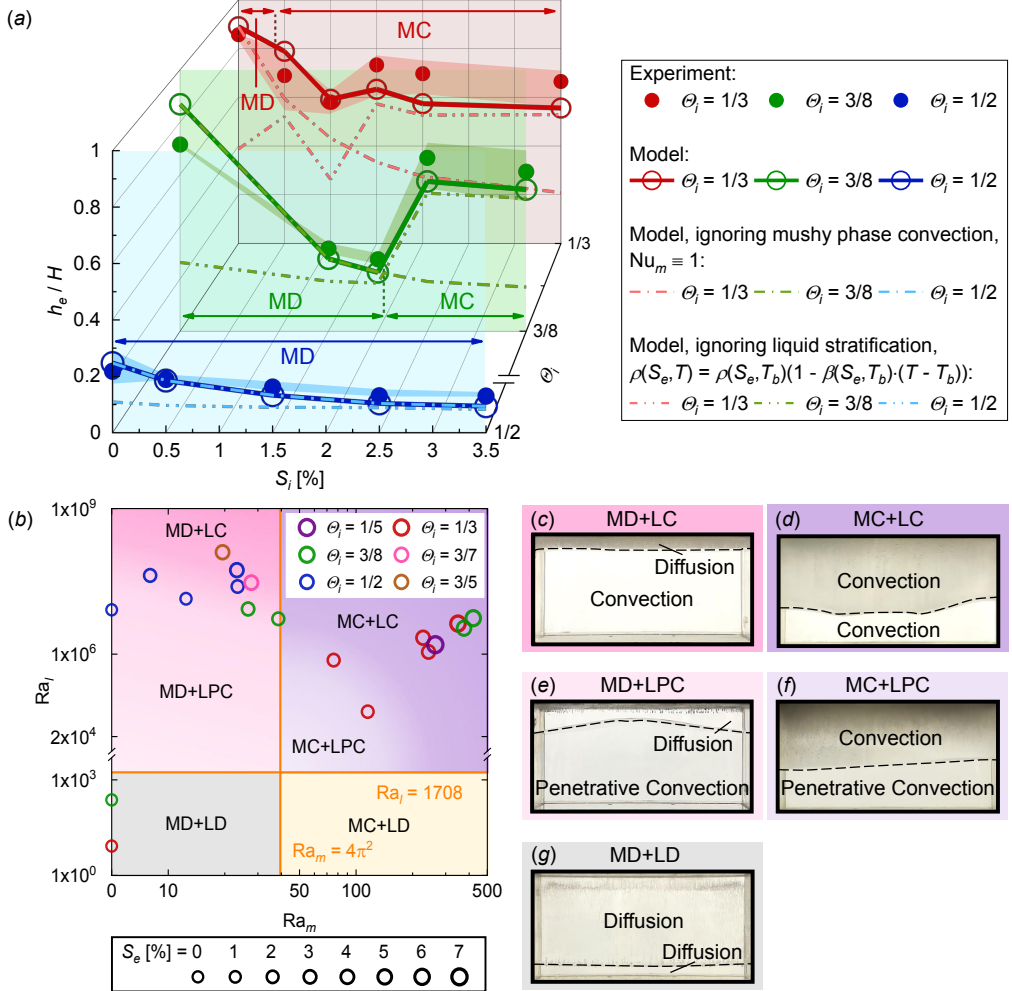 (a)
MD
MC
MD
MD
MC
MD
1
0.8
0.6
0.4
0.2
0
h_e / H
0
0.5
1.5
2.5
3.5
S_i [%]
1/3
3/8
1/2
Θ_i
Experiment:
Θ_i = 1/3 Θ_i = 3/8 Θ_i = 1/2
Model:
Θ_i = 1/3 Θ_i = 3/8 Θ_i = 1/2
Model, ignoring mushy phase convection,
Nu_m ≡ 1:
Θ_i = 1/3 Θ_i = 3/8 Θ_i = 1/2
Model, ignoring liquid stratification,
ρ(S_e,T) = ρ(S_e,T_b)(1 - β(S_e,T_b)·(T - T_b)):
Θ_i = 1/3 Θ_i = 3/8 Θ_i = 1/2
(b)
1x10^9
1x10^6
2x10^4
1x10^3
1x10^0
Ra_l
MD+LC
Θ_i = 1/5 Θ_i = 1/3
Θ_i = 3/8 Θ_i = 3/7
Θ_i = 1/2 Θ_i = 3/5
MC+LC
MD+LPC
MC+LPC
Ra_l = 1708
MD+LD
MC+LD
Ra_m = 4π^2
0 10 100 500
Ra_m
S_e [%] = 0 1 2 3 4 5 6 7
(c) MD+LC
Diffusion
Convection
(d) MC+LC
Convection
Convection
(e) MD+LPC
Diffusion
Penetrative Convection
(f) MC+LPC
Convection
Penetrative Convection
(g) MD+LD
Diffusion
Diffusion